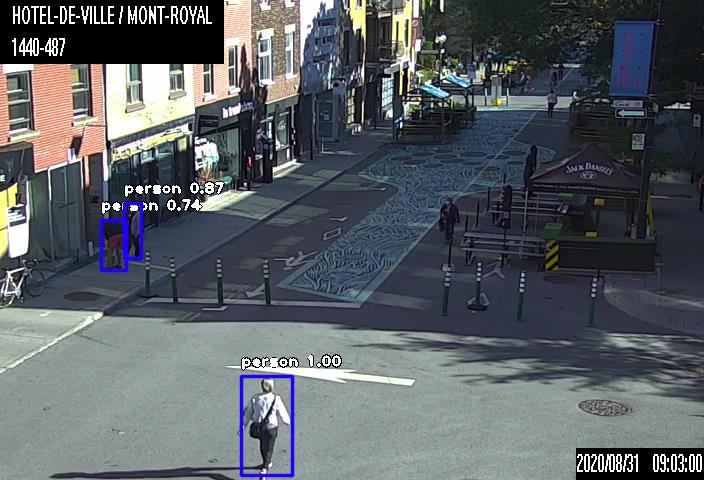 HOTEL-DE-VILLE / MONT-ROYAL
1440-487
person 0.87
person 0.74
JACK DANIEL'S
person 1.00
2020/08/31 09:03:00